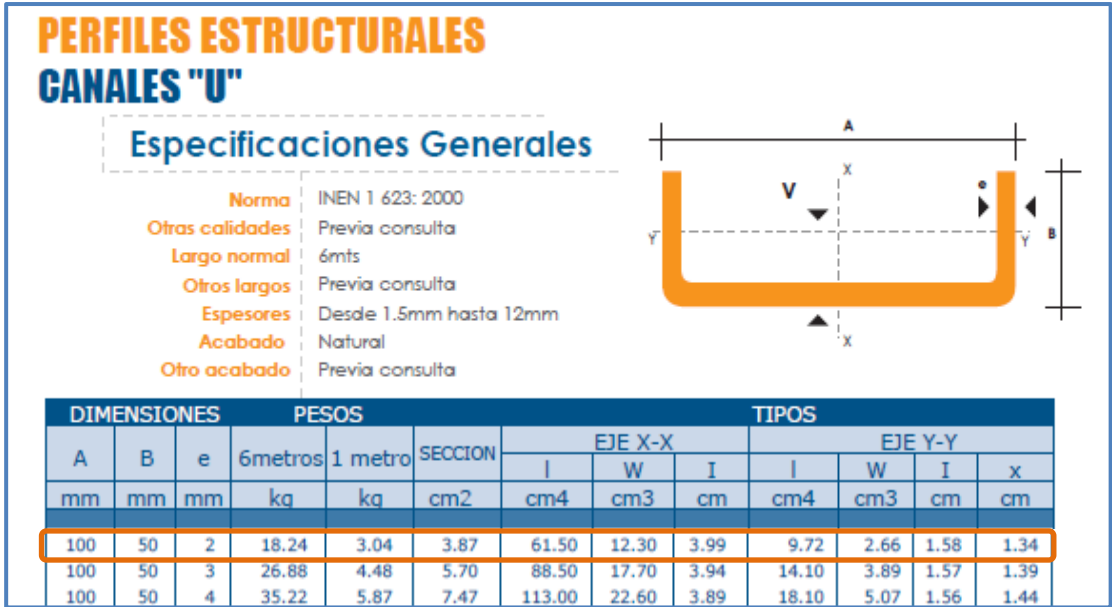 PERFILES ESTRUCTURALES
CANALES "U"
Especificaciones Generales
Norma INEN 1 623: 2000
Otras calidades Previa consulta
Largo normal 6mts
Otros largos Previa consulta
Espesores Desde 1.5mm hasta 12mm
Acabado Natural
Otro acabado Previa consulta
A
X
V
e
Y
Y
B
X
DIMENSIONES PESOS TIPOS
A B e 6metros 1 metro SECCION EJE X-X EJE Y-Y
l W I l W I x
mm mm mm kg kg cm2 cm4 cm3 cm cm4 cm3 cm cm
100 50 2 18.24 3.04 3.87 61.50 12.30 3.99 9.72 2.66 1.58 1.34
100 50 3 26.88 4.48 5.70 88.50 17.70 3.94 14.10 3.89 1.57 1.39
100 50 4 35.22 5.87 7.47 113.00 22.60 3.89 18.10 5.07 1.56 1.44